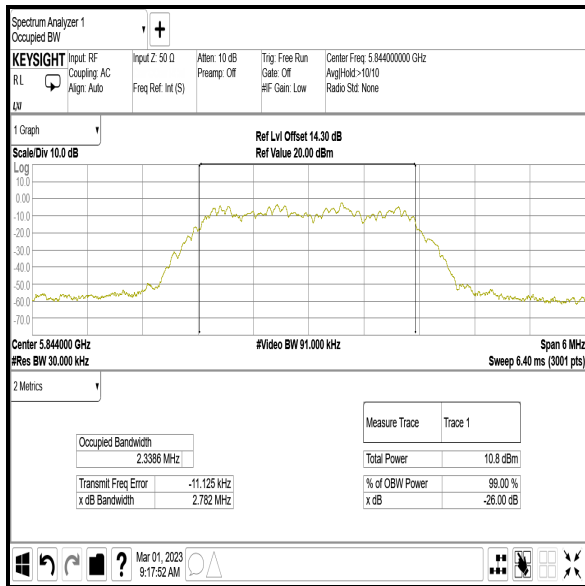 Spectrum Analyzer 1
Occupied BW
+
KEYSIGHT
RL
LXI
Input: RF
Coupling: AC
Align: Auto
Input Z: 50 Ω
Freq Ref: Int (S)
Atten: 10 dB
Preamp: Off
Trig: Free Run
Gate: Off
#IF Gain: Low
Center Freq: 5.844000000 GHz
Avg|Hold:>10/10
Radio Std: None
1 Graph
Scale/Div 10.0 dB
Ref Lvl Offset 14.30 dB
Ref Value 20.00 dBm
Log
10.0
0.00
-10.0
-20.0
-30.0
-40.0
-50.0
-60.0
-70.0
Center 5.844000 GHz
#Video BW 91.000 kHz
Span 6 MHz
#Res BW 30.000 kHz
Sweep 6.40 ms (3001 pts)
2 Metrics
Occupied Bandwidth
2.3386 MHz
Transmit Freq Error -11.125 kHz
x dB Bandwidth 2.782 MHz
Measure Trace Trace 1
Total Power 10.8 dBm
% of OBW Power 99.00 %
x dB -26.00 dB
?
Mar 01, 2023
9:17:52 AM